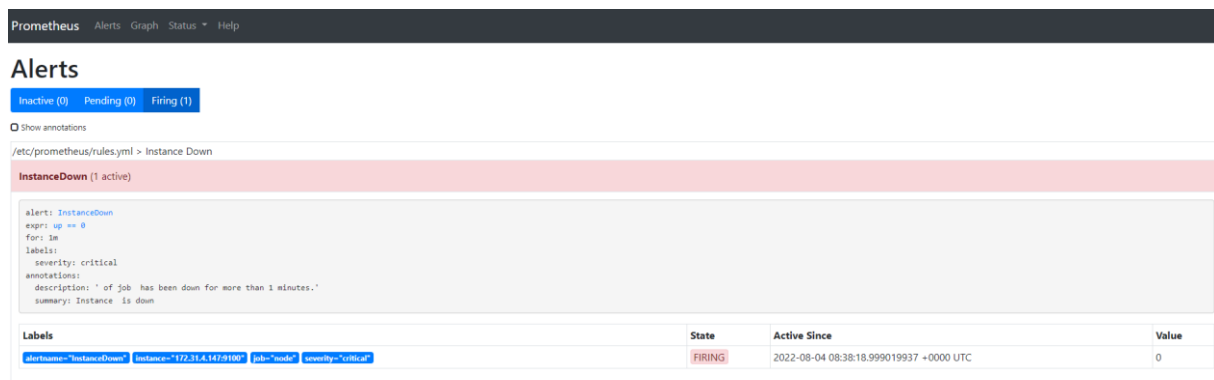 Prometheus Alerts Graph Status Help
Alerts
Inactive (0) Pending (0) Firing (1)
Show annotations
/etc/prometheus/rules.yml > Instance Down
InstanceDown (1 active)
alert: InstanceDown
expr: up == 0
for: 1m
labels:
  severity: critical
annotations:
  description: ' of job  has been down for more than 1 minutes.'
  summary: Instance  is down
Labels State Active Since Value
alertname="InstanceDown" instance="172.31.4.147:9100" job="node" severity="critical" FIRING 2022-08-04 08:38:18.999019937 +0000 UTC 0